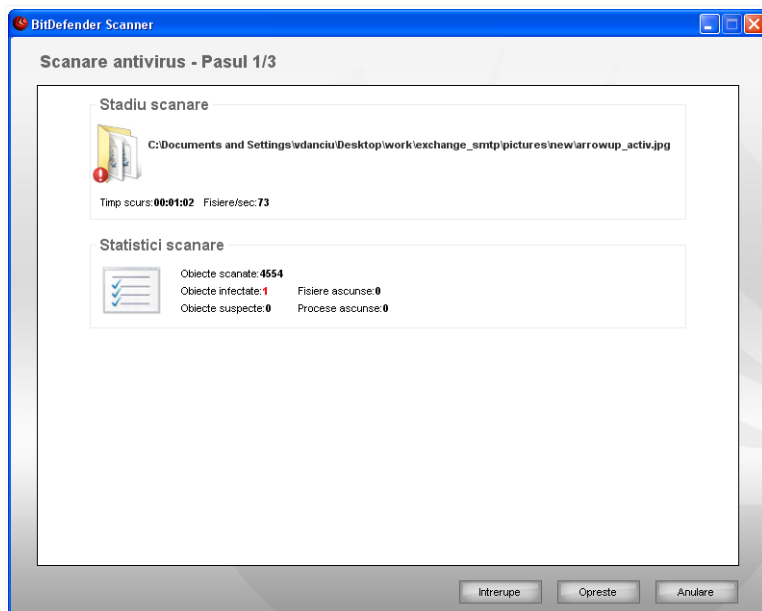 BitDefender Scanner
Scanare antivirus - Pasul 1/3
Stadiu scanare
C:\Documents and Settings\vdanciu\Desktop\work\exchange_smtp\pictures\new\arrowup_activ.jpg
Timp scurs:00:01:02 Fisiere/sec:73
Statistici scanare
Obiecte scanate:4554
Obiecte infectate:1 Fisiere ascunse:0
Obiecte suspecte:0 Procese ascunse:0
Intrerupe Opreste Anulare